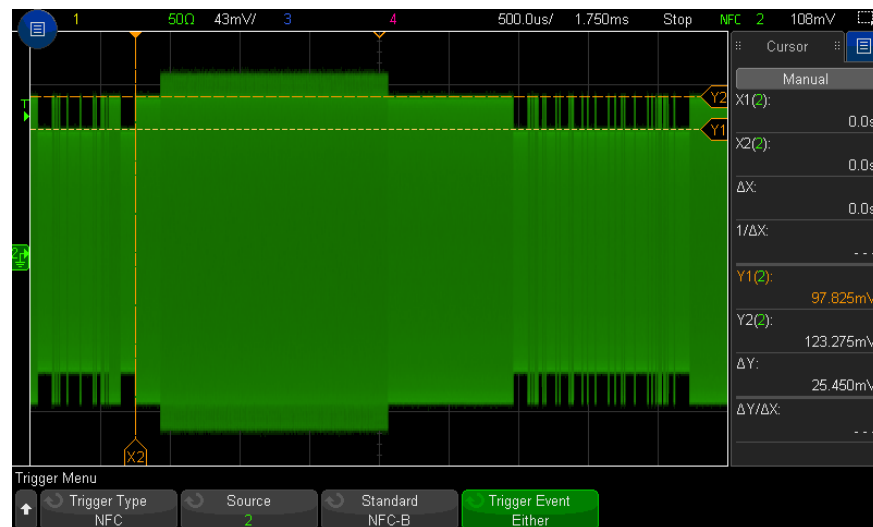 1 50Ω 43mV/ 3 4 500.0us/ 1.750ms Stop NFC 2 108mV
Cursor
Manual
T
Y2
X1(2):
0.0s
Y1
X2(2):
0.0s
ΔX:
0.0s
1/ΔX:
---
2
Y1(2):
97.825mV
Y2(2):
123.275mV
ΔY:
25.450mV
ΔY/ΔX:
---
X2
Trigger Menu
Trigger Type Source Standard Trigger Event
NFC 2 NFC-B Either